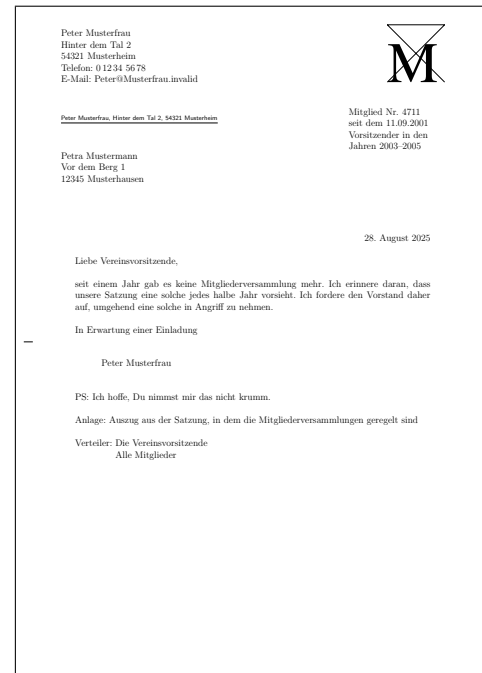 Peter Musterfrau
Hinter dem Tal 2
54321 Musterheim
Telefon: 0 12 34 56 78
E-Mail: Peter@Musterfrau.invalid
M
Peter Musterfrau, Hinter dem Tal 2, 54321 Musterheim
Mitglied Nr. 4711
seit dem 11.09.2001
Vorsitzender in den
Jahren 2003–2005
Petra Mustermann
Vor dem Berg 1
12345 Musterhausen
28. August 2025
Liebe Vereinsvorsitzende,
seit einem Jahr gab es keine Mitgliederversammlung mehr. Ich erinnere daran, dass
unsere Satzung eine solche jedes halbe Jahr vorsieht. Ich fordere den Vorstand daher
auf, umgehend eine solche in Angriff zu nehmen.
In Erwartung einer Einladung
Peter Musterfrau
PS: Ich hoffe, Du nimmst mir das nicht krumm.
Anlage: Auszug aus der Satzung, in dem die Mitgliederversammlungen geregelt sind
Verteiler: Die Vereinsvorsitzende
Alle Mitglieder